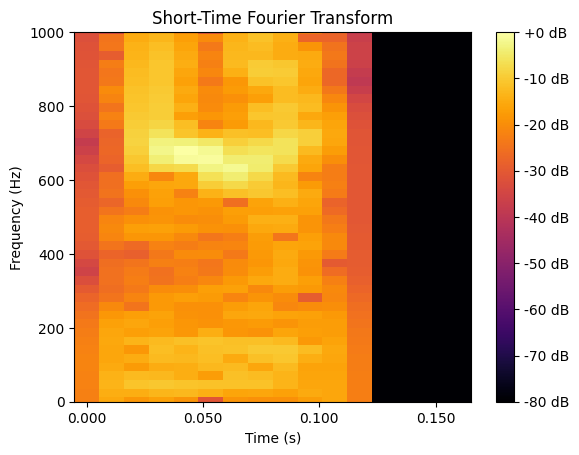 Short-Time Fourier Transform
Frequency (Hz)
1000
800
600
400
200
0
0.000
0.050
0.100
0.150
Time (s)
+0 dB
-10 dB
-20 dB
-30 dB
-40 dB
-50 dB
-60 dB
-70 dB
-80 dB